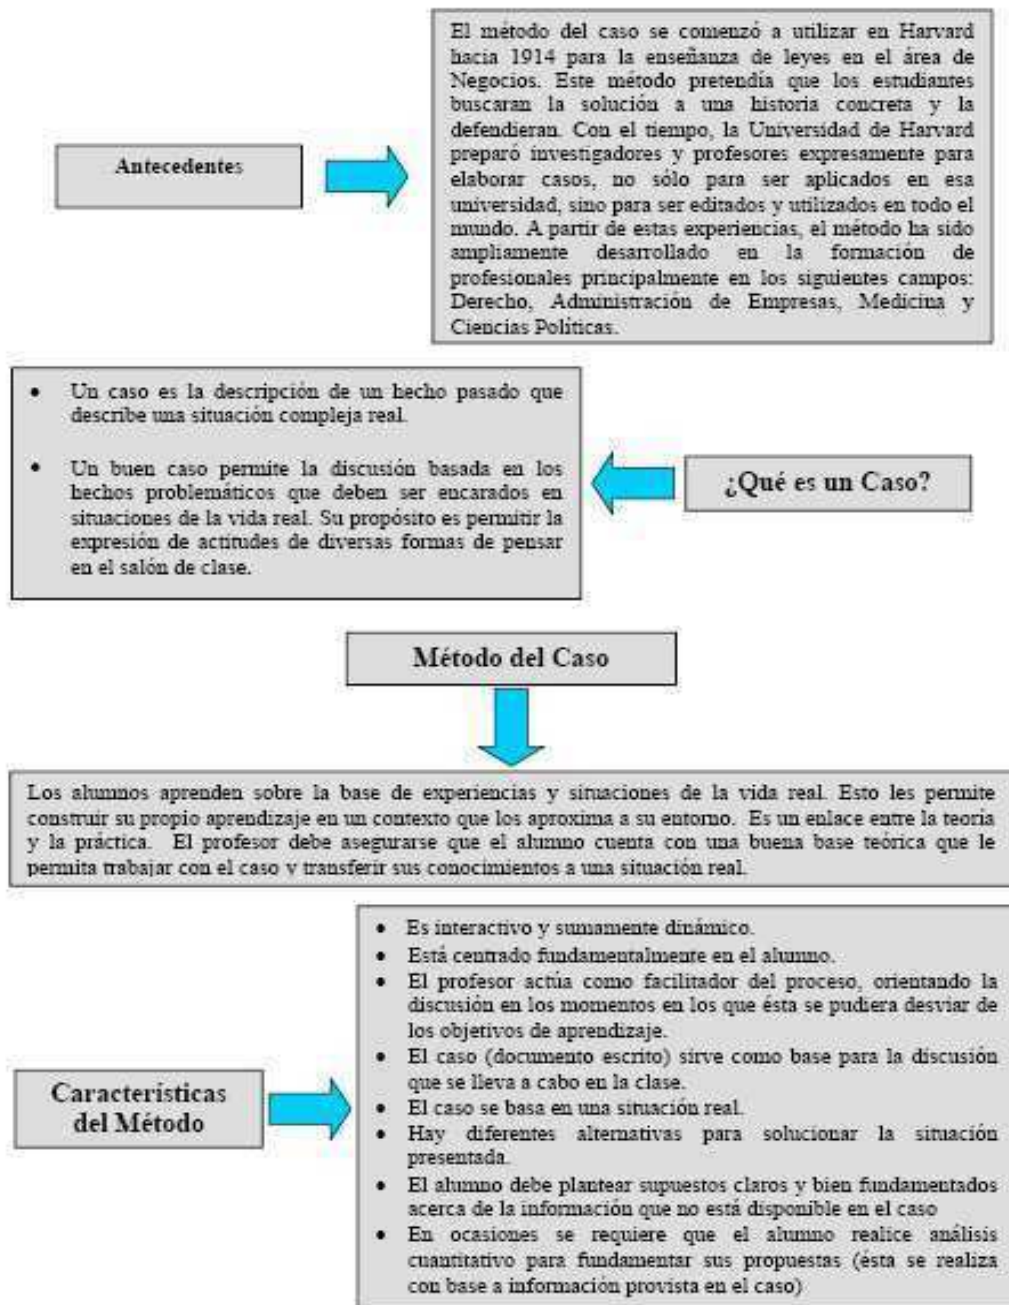 Antecedentes
El método del caso se comenzó a utilizar en Harvard
hacia 1914 para la enseñanza de leyes en el área de
Negocios. Este método pretendía que los estudiantes
buscaran la solución a una historia concreta y la
defendieran. Con el tiempo, la Universidad de Harvard
preparó investigadores y profesores expresamente para
elaborar casos, no sólo para ser aplicados en esa
universidad, sino para ser editados y utilizados en todo el
mundo. A partir de estas experiencias, el método ha sido
ampliamente desarrollado en la formación de
profesionales principalmente en los siguientes campos:
Derecho, Administración de Empresas, Medicina y
Ciencias Políticas.
¿Qué es un Caso?
• Un caso es la descripción de un hecho pasado que
describe una situación compleja real.
• Un buen caso permite la discusión basada en los
hechos problemáticos que deben ser encarados en
situaciones de la vida real. Su propósito es permitir la
expresión de actitudes de diversas formas de pensar
en el salón de clase.
Método del Caso
Los alumnos aprenden sobre la base de experiencias y situaciones de la vida real. Esto les permite
construir su propio aprendizaje en un contexto que los aproxima a su entorno. Es un enlace entre la teoría
y la práctica. El profesor debe asegurarse que el alumno cuenta con una buena base teórica que le
permita trabajar con el caso y transferir sus conocimientos a una situación real.
Características
del Método
• Es interactivo y sumamente dinámico.
• Está centrado fundamentalmente en el alumno.
• El profesor actúa como facilitador del proceso, orientando la
discusión en los momentos en los que ésta se pudiera desviar de
los objetivos de aprendizaje.
• El caso (documento escrito) sirve como base para la discusión
que se lleva a cabo en la clase.
• El caso se basa en una situación real.
• Hay diferentes alternativas para solucionar la situación
presentada.
• El alumno debe plantear supuestos claros y bien fundamentados
acerca de la información que no está disponible en el caso
• En ocasiones se requiere que el alumno realice análisis
cuantitativo para fundamentar sus propuestas (ésta se realiza
con base a información provista en el caso)